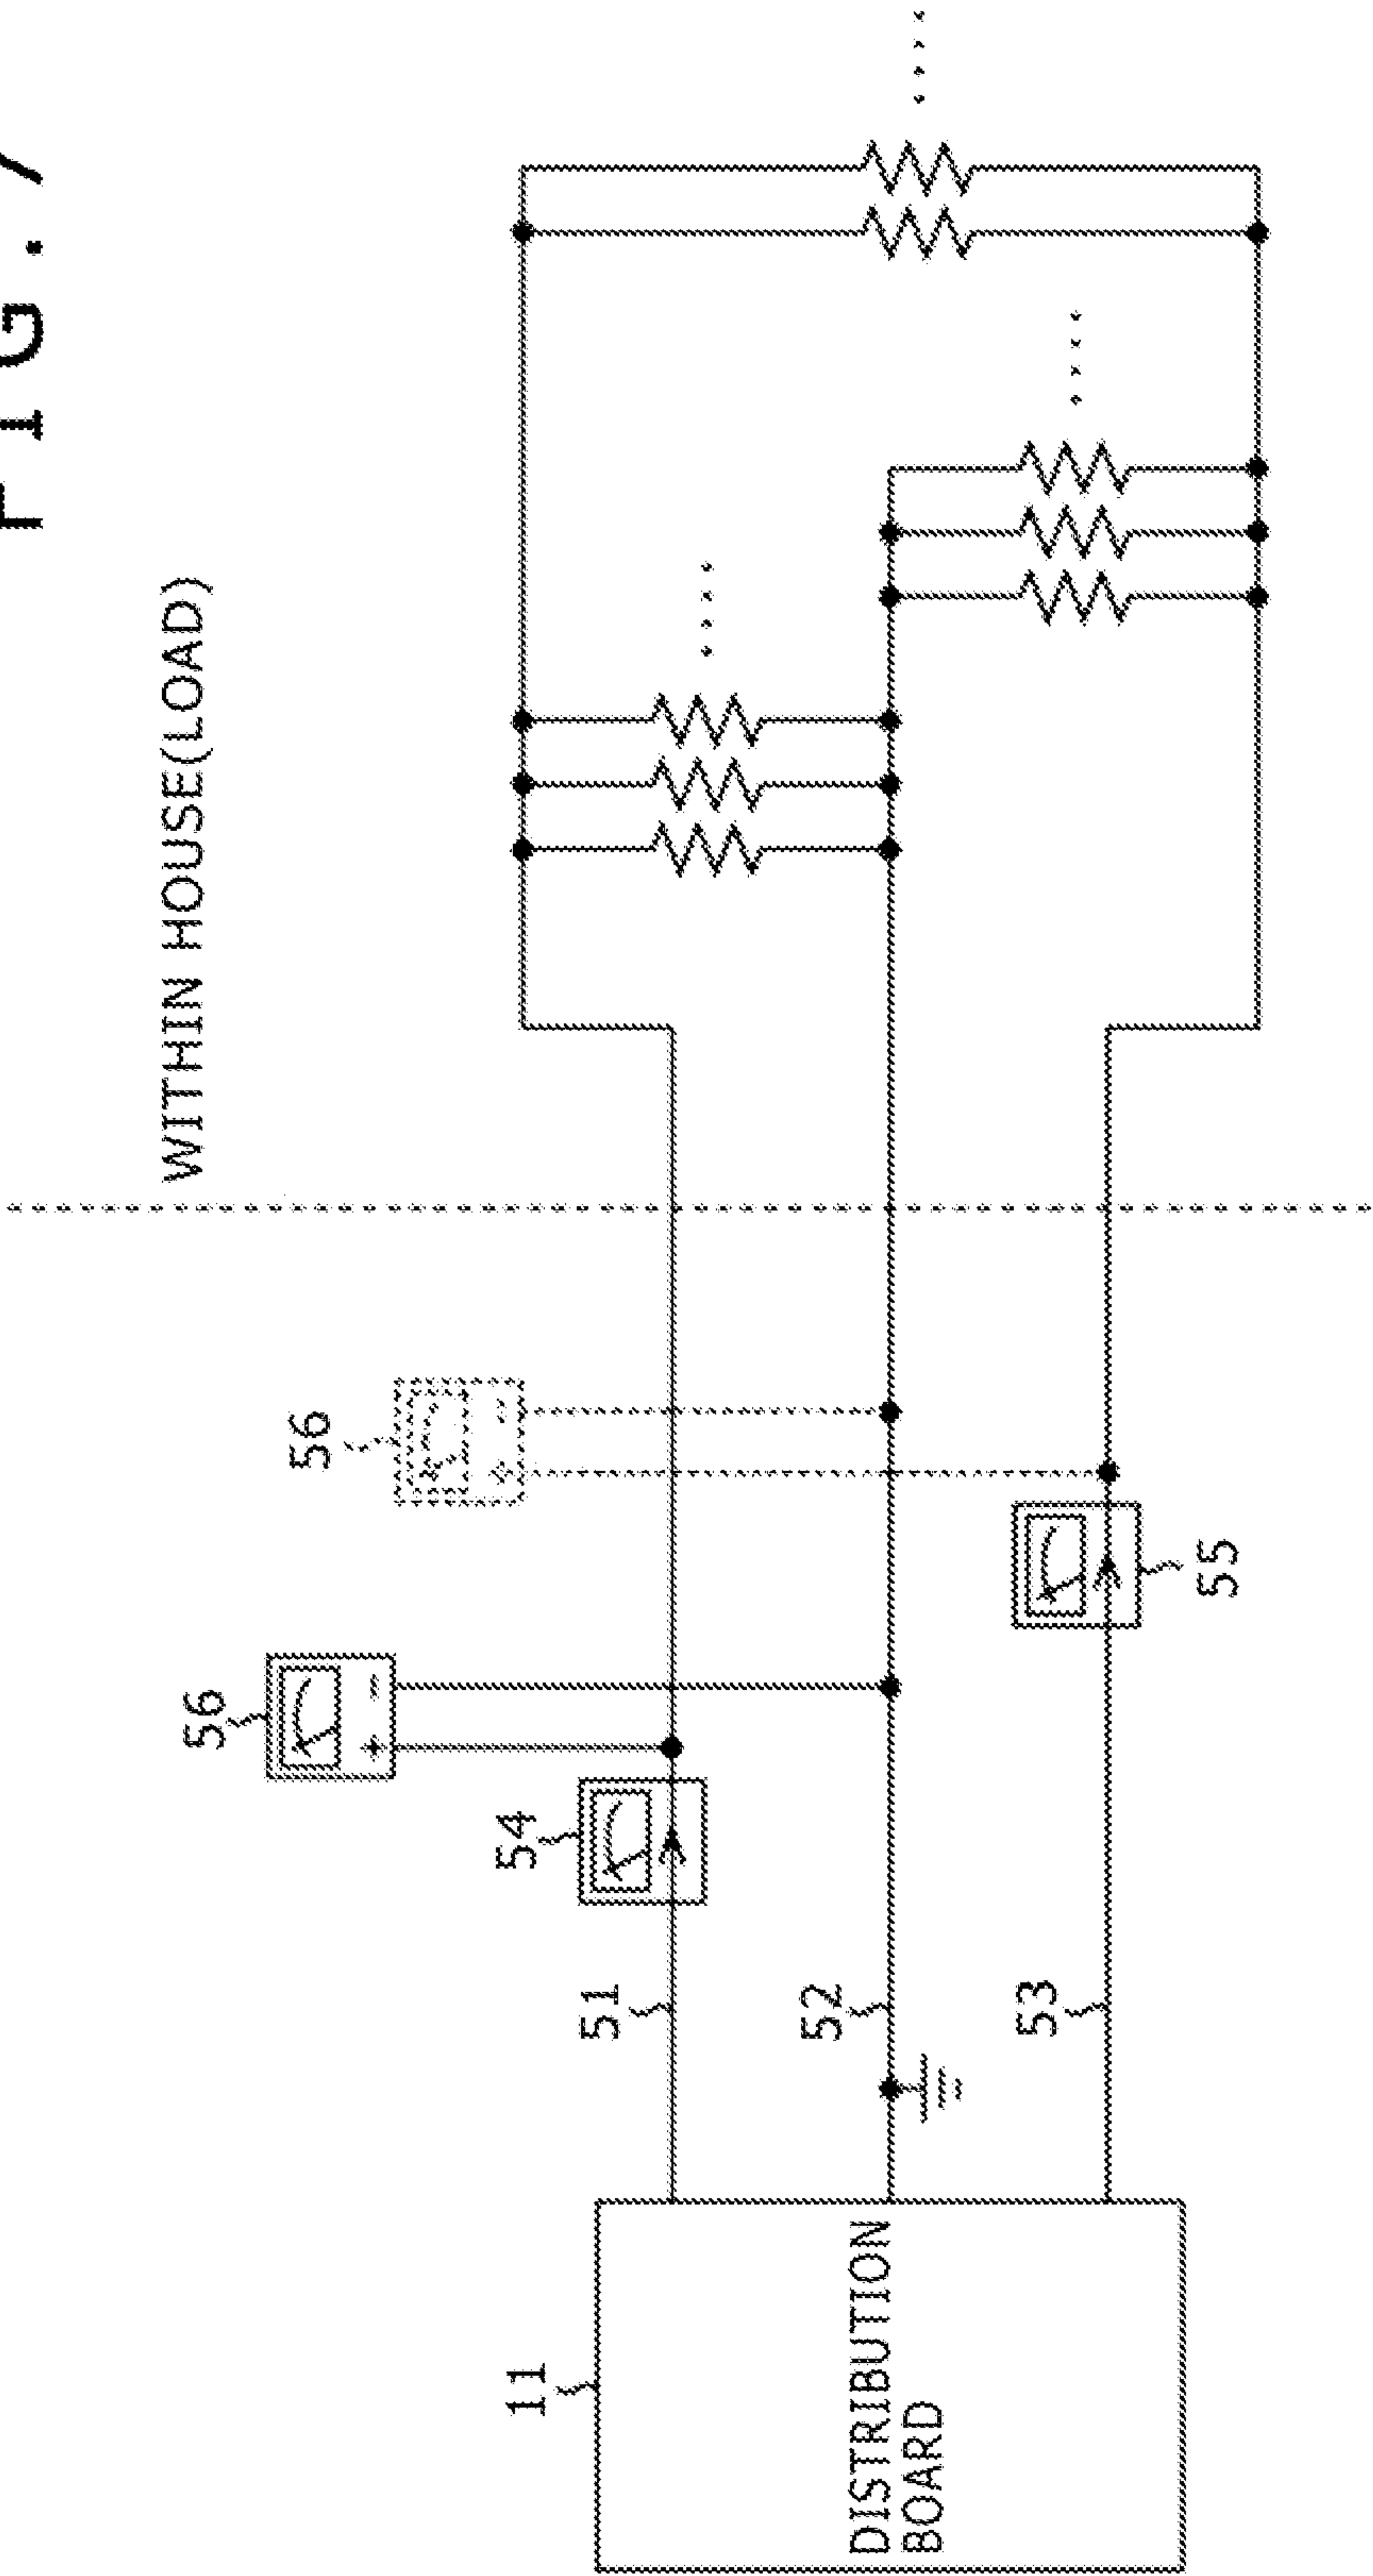 FIG. 7
WITHIN HOUSE(LOAD)
56
56
54
55
51
52
53
11
DISTRIBUTION
BOARD